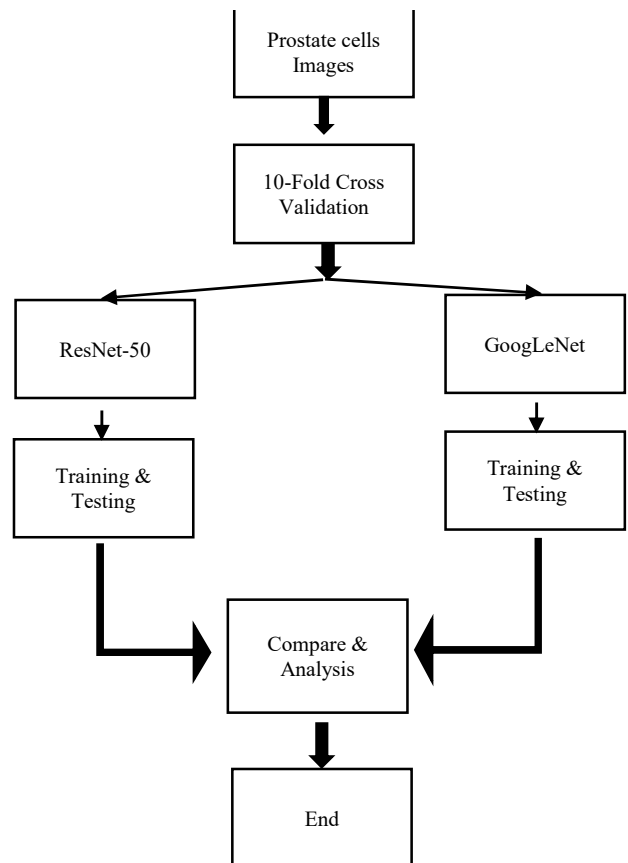 Prostate cells
Images
10-Fold Cross
Validation
ResNet-50
GoogLeNet
Training &
Testing
Training &
Testing
Compare &
Analysis
End